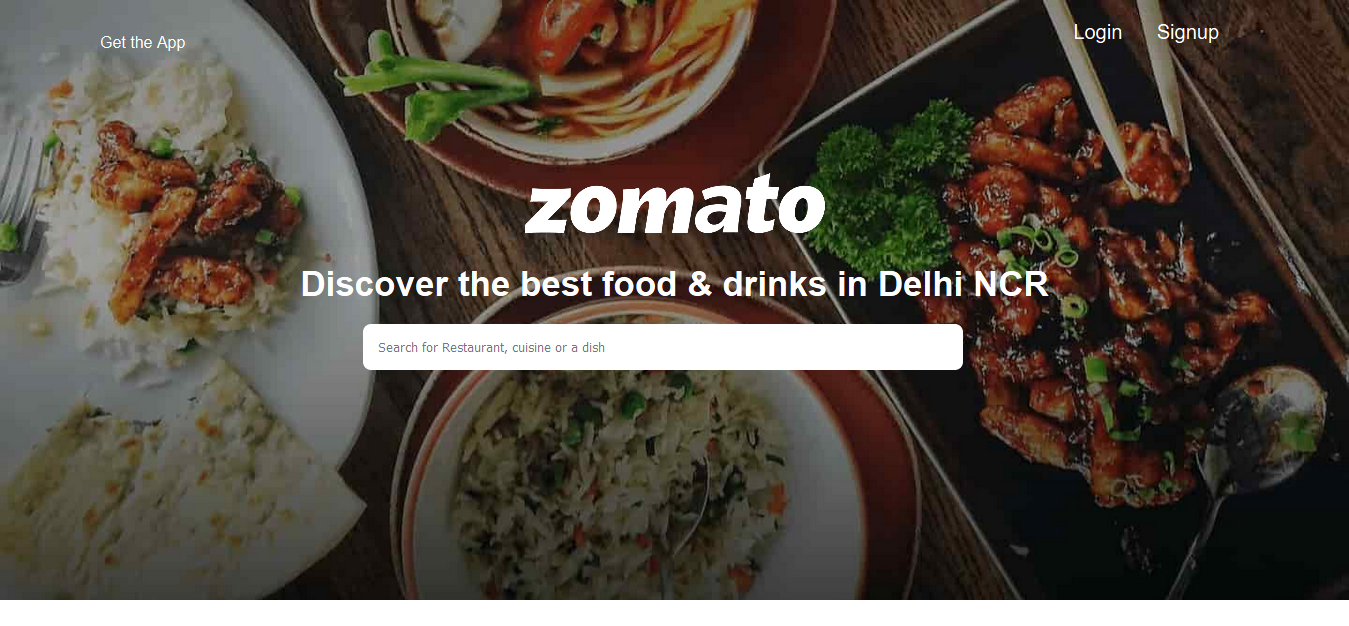 Get the App
Login
Signup
zomato
Discover the best food & drinks in Delhi NCR
Search for Restaurant, cuisine or a dish